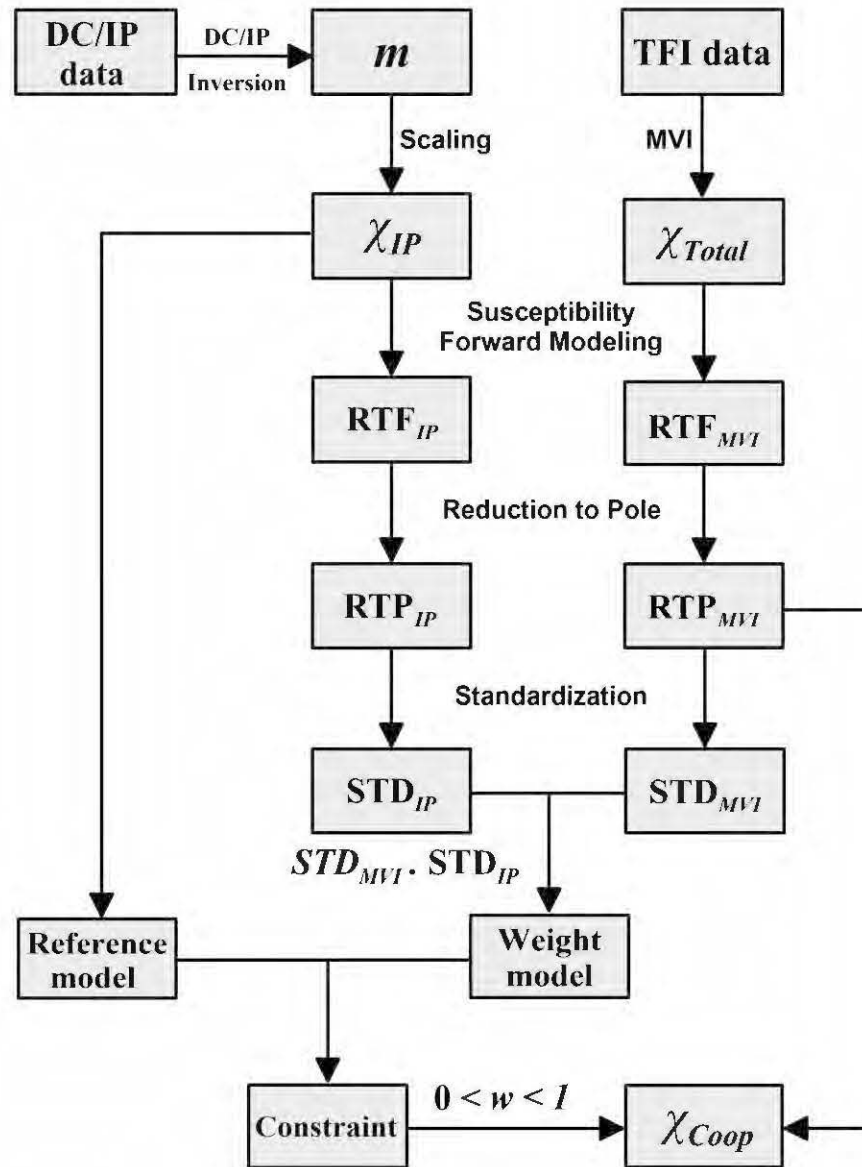 DC/IP
data
DC/IP
Inversion
m
TFI data
Scaling
MVI
χIP
χTotal
Susceptibility
Forward Modeling
RTFIP
RTFMVI
Reduction to Pole
RTPIP
RTPMVI
Standardization
STDIP
STDMVI
STDMVI . STDIP
Reference
model
Weight
model
Constraint
0 < w < 1
χCoop